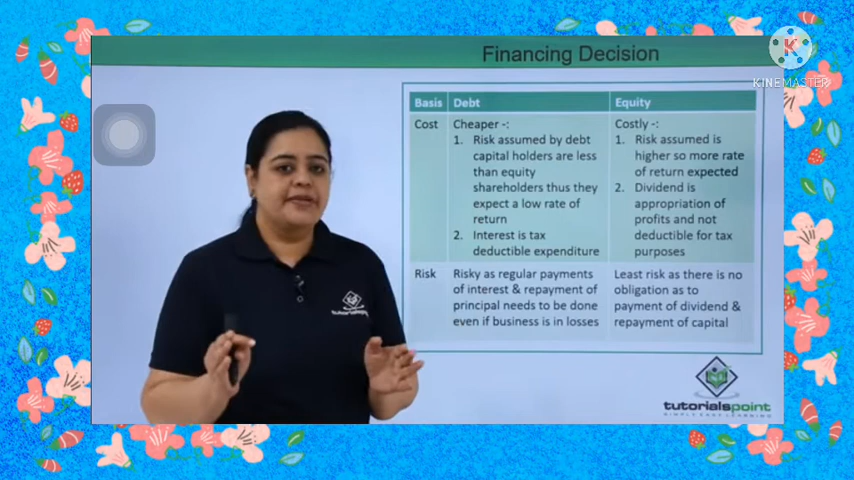 Financing Decision
KINEMASTER
Basis Debt Equity
Cost Cheaper -: Costly -:
1. Risk assumed by debt
capital holders are less
than equity
shareholders thus they
expect a low rate of
return
2. Interest is tax
deductible expenditure
1. Risk assumed is
higher so more rate
of return expected
2. Dividend is
appropriation of
profits and not
deductible for tax
purposes
Risk
Risky as regular payments
of interest & repayment of
principal needs to be done
even if business is in losses
Least risk as there is no
obligation as to
payment of dividend &
repayment of capital
tutorialspoint
SIMPLY EASY LEARNING